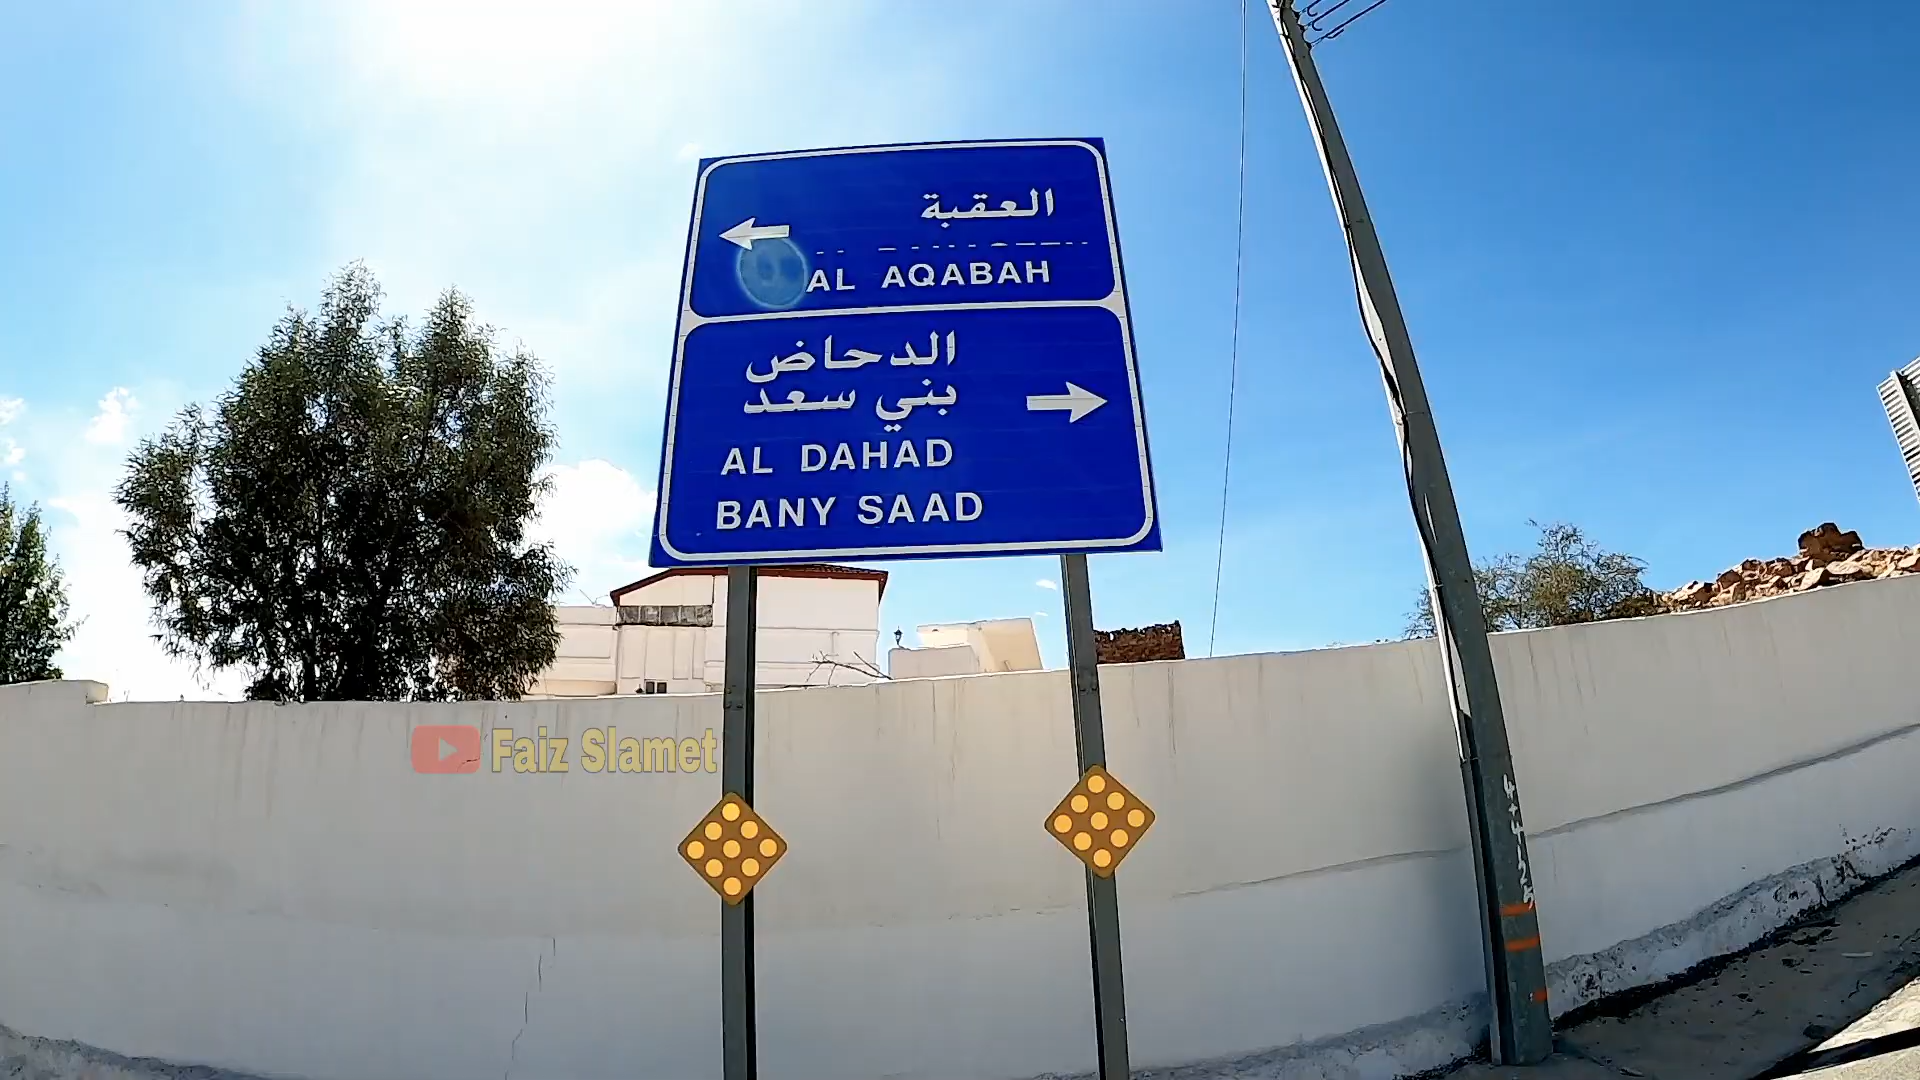 العقبة
AL AQABAH
الدحاض
بني سعد
AL DAHAD
BANY SAAD
Faiz Slamet